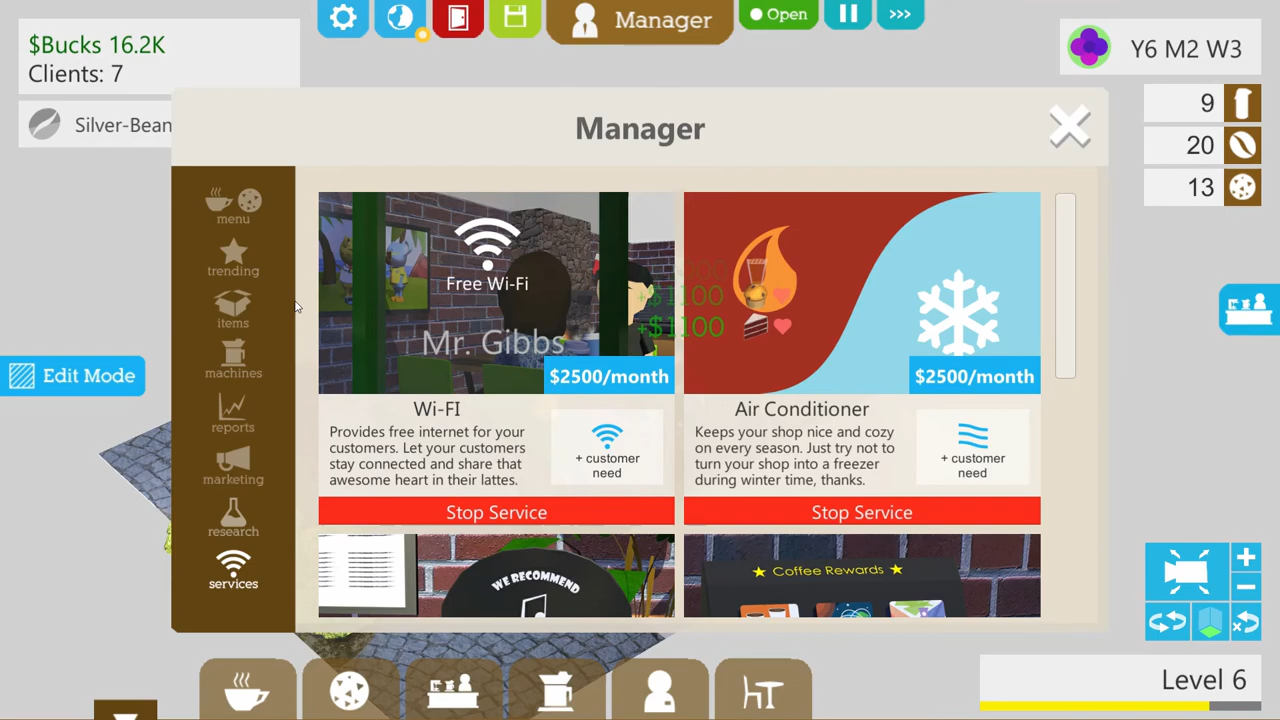 $Bucks 16.2K
Clients: 7
Silver-Bean
Manager
Open
>>>
Y6 M2 W3
9
20
13
Manager
menu
trending
items
machines
reports
marketing
research
services
Free Wi-Fi
Mr. Gibbs
$2500/month
Wi-FI
Provides free internet for your
customers. Let your customers
stay connected and share that
awesome heart in their lattes.
+ customer
need
Stop Service
+$1100
+$1100
$2500/month
Air Conditioner
Keeps your shop nice and cozy
on every season. Just try not to
turn your shop into a freezer
during winter time, thanks.
+ customer
need
Stop Service
WE RECOMMEND
★ Coffee Rewards ★
Edit Mode
Level 6